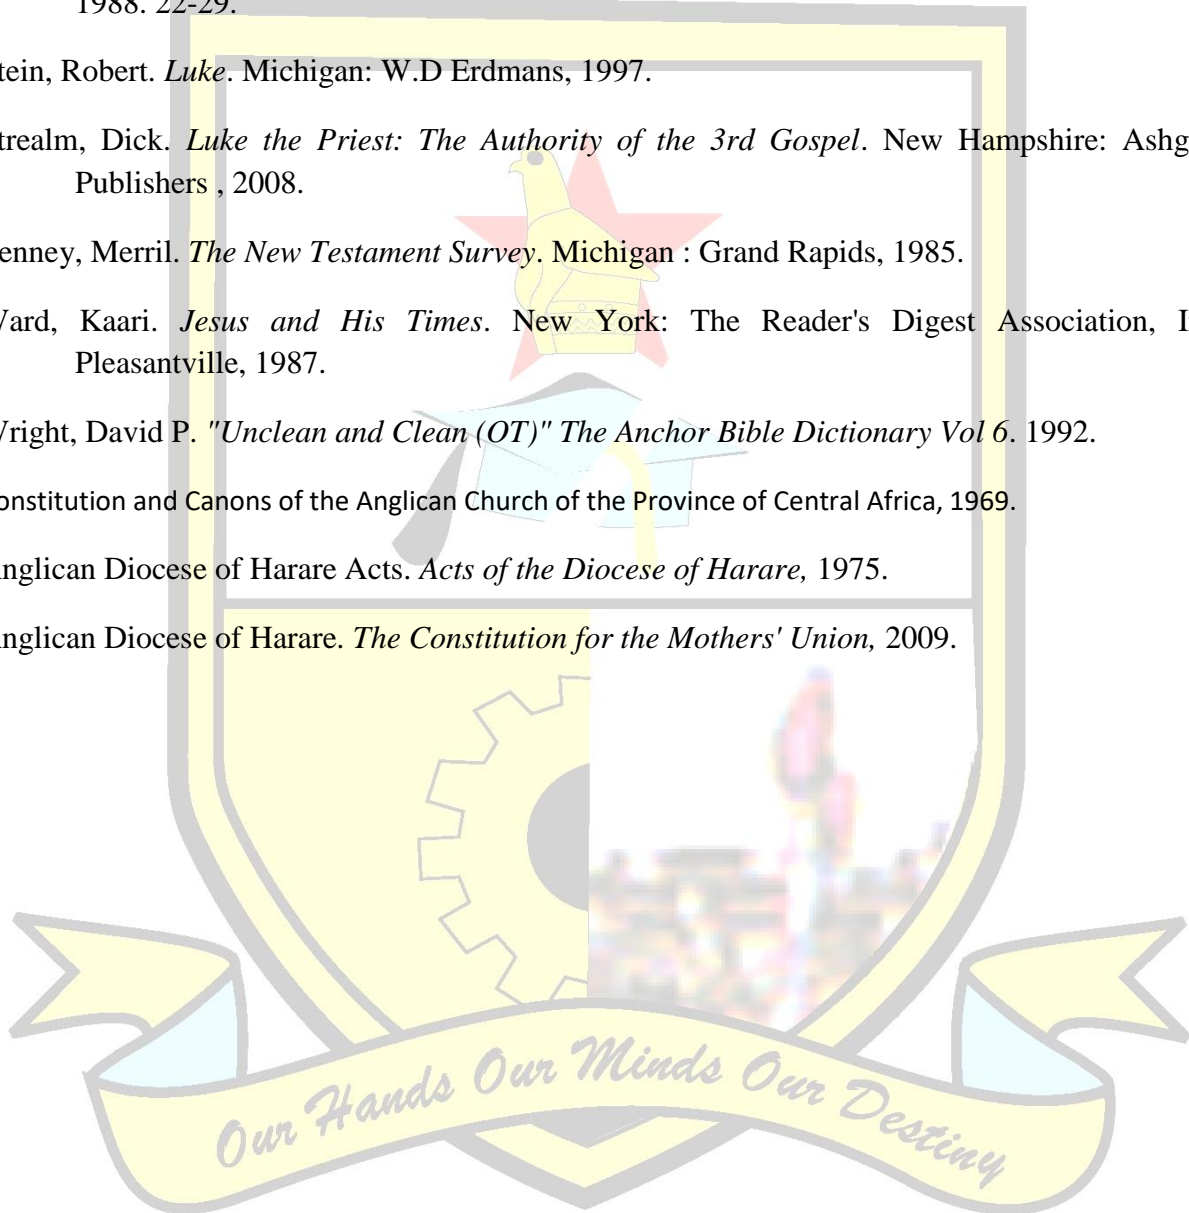 1988. 22-29.
tein, Robert. Luke. Michigan: W.D Erdmans, 1997.
trealm, Dick. Luke the Priest: The Authority of the 3rd Gospel. New Hampshire: Ashg
Publishers , 2008.
enney, Merril. The New Testament Survey. Michigan : Grand Rapids, 1985.
Vard, Kaari. Jesus and His Times. New York: The Reader's Digest Association, I
Pleasantville, 1987.
Vright, David P. "Unclean and Clean (OT)" The Anchor Bible Dictionary Vol 6. 1992.
onstitution and Canons of the Anglican Church of the Province of Central Africa, 1969.
nglican Diocese of Harare Acts. Acts of the Diocese of Harare, 1975.
nglican Diocese of Harare. The Constitution for the Mothers' Union, 2009.
Our Hands Our Minds Our Destiny